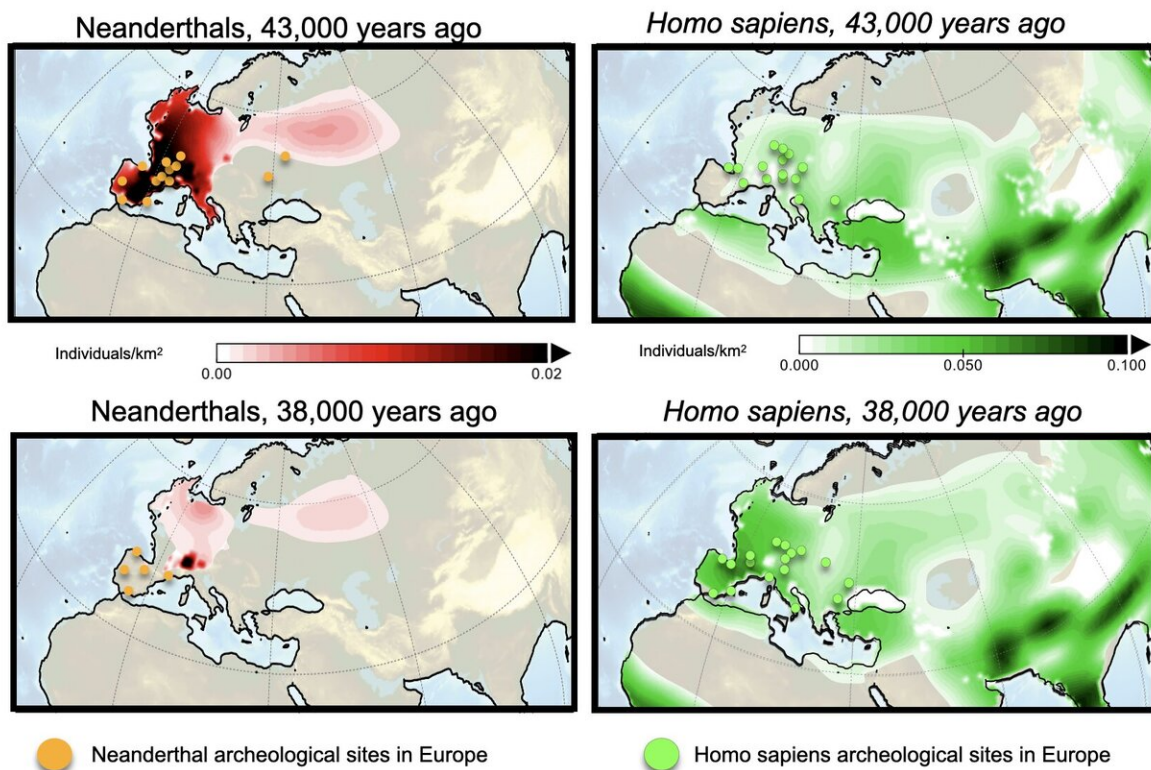 Neanderthals, 43,000 years ago
Homo sapiens, 43,000 years ago
Individuals/km²
0.00
0.02
Individuals/km²
0.000
0.050
0.100
Neanderthals, 38,000 years ago
Homo sapiens, 38,000 years ago
Neanderthal archeological sites in Europe
Homo sapiens archeological sites in Europe